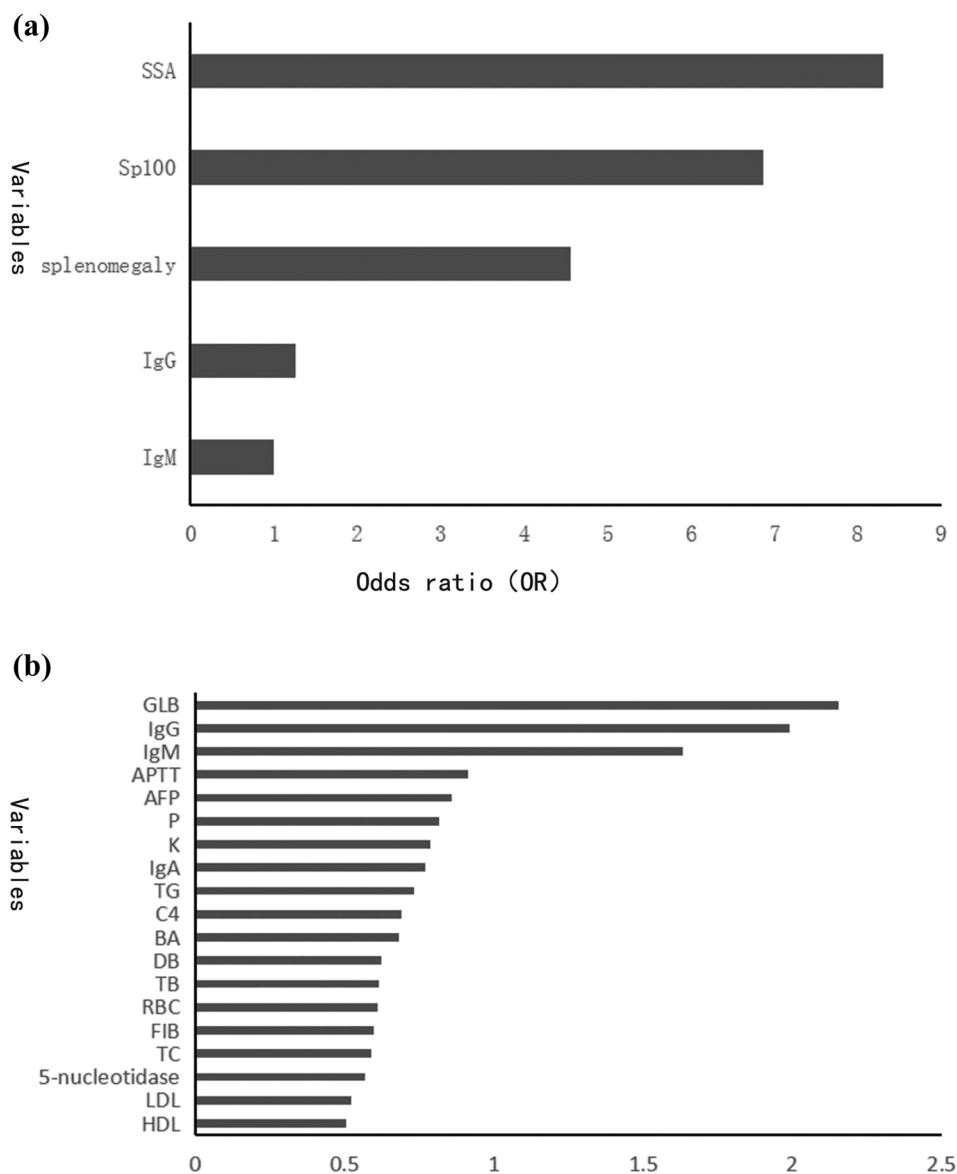 (a)
Variables
SSA
Sp100
splenomegaly
IgG
IgM
0 1 2 3 4 5 6 7 8 9
Odds ratio（OR）
(b)
Variables
GLB
IgG
IgM
APTT
AFP
P
K
IgA
TG
C4
BA
DB
TB
RBC
FIB
TC
5-nucleotidase
LDL
HDL
0 0.5 1 1.5 2 2.5